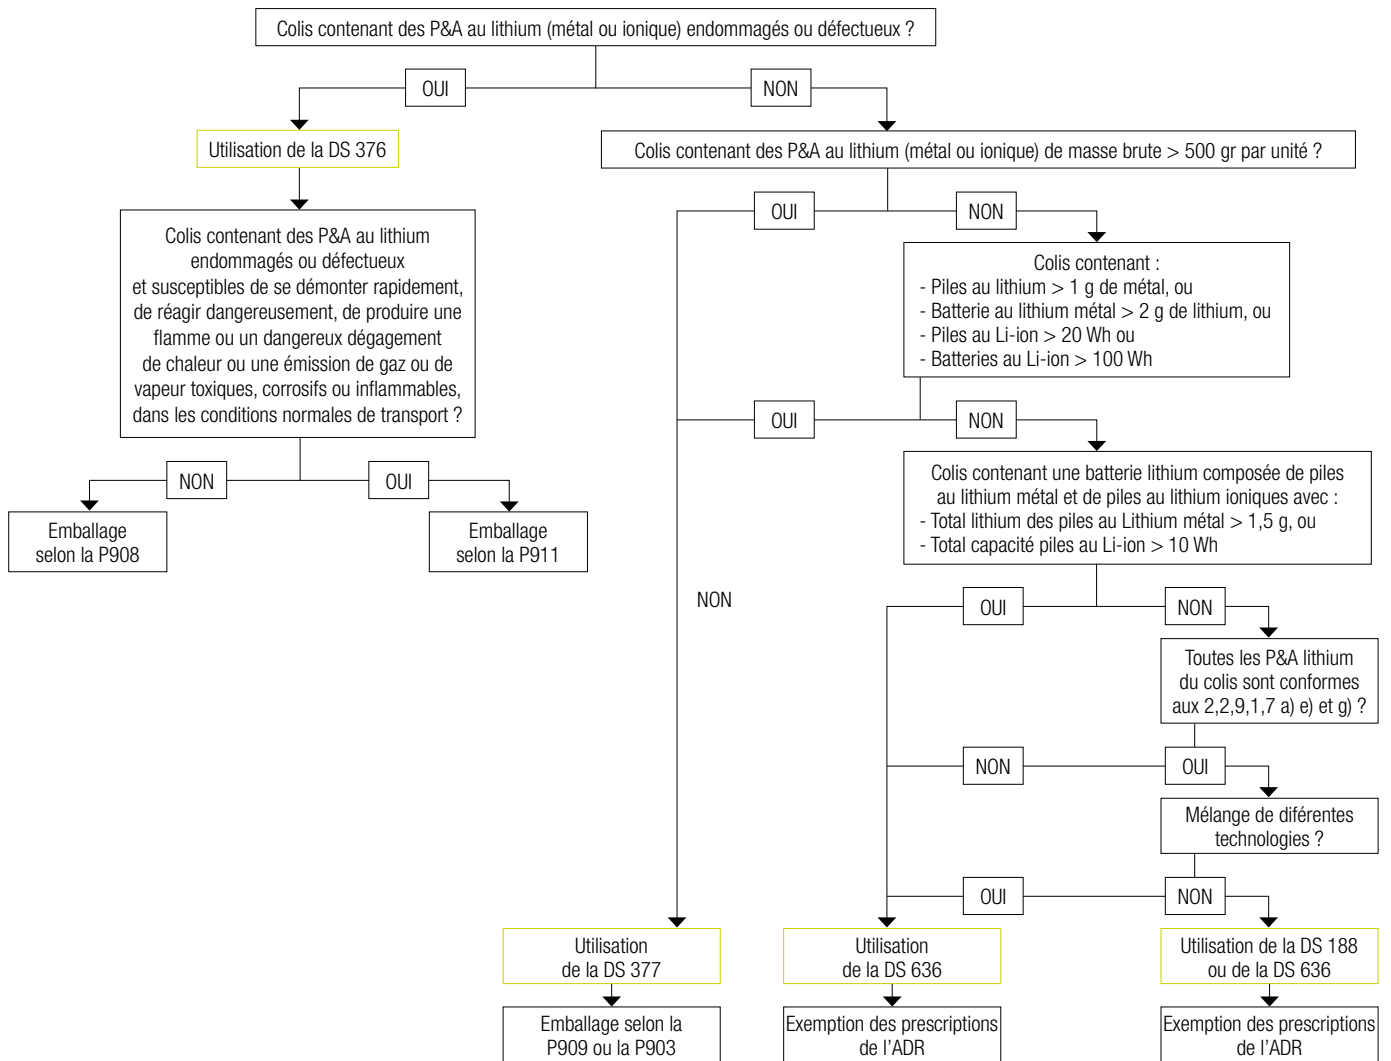 Colis contenant des P&A au lithium (métal ou ionique) endommagés ou défectueux ?
OUI
NON
Utilisation de la DS 376
Colis contenant des P&A au lithium (métal ou ionique) de masse brute > 500 gr par unité ?
Colis contenant des P&A au lithium
endommagés ou défectueux
et susceptibles de se démonter rapidement,
de réagir dangereusement, de produire une
flamme ou un dangereux dégagement
de chaleur ou une émission de gaz ou de
vapeur toxiques, corrosifs ou inflammables,
dans les conditions normales de transport ?
OUI
NON
Colis contenant :
- Piles au lithium > 1 g de métal, ou
- Batterie au lithium métal > 2 g de lithium, ou
- Piles au Li-ion > 20 Wh ou
- Batteries au Li-ion > 100 Wh
OUI
NON
NON
OUI
Emballage
selon la P908
Emballage
selon la P911
Colis contenant une batterie lithium composée de piles
au lithium métal et de piles au lithium ioniques avec :
- Total lithium des piles au Lithium métal > 1,5 g, ou
- Total capacité piles au Li-ion > 10 Wh
NON
OUI
NON
Toutes les P&A lithium
du colis sont conformes
aux 2,2,9,1,7 a) e) et g) ?
NON
OUI
Mélange de diférentes
technologies ?
OUI
NON
Utilisation
de la DS 377
Utilisation
de la DS 636
Utilisation de la DS 188
ou de la DS 636
Emballage selon la
P909 ou la P903
Exemption des prescriptions
de l'ADR
Exemption des prescriptions
de l'ADR